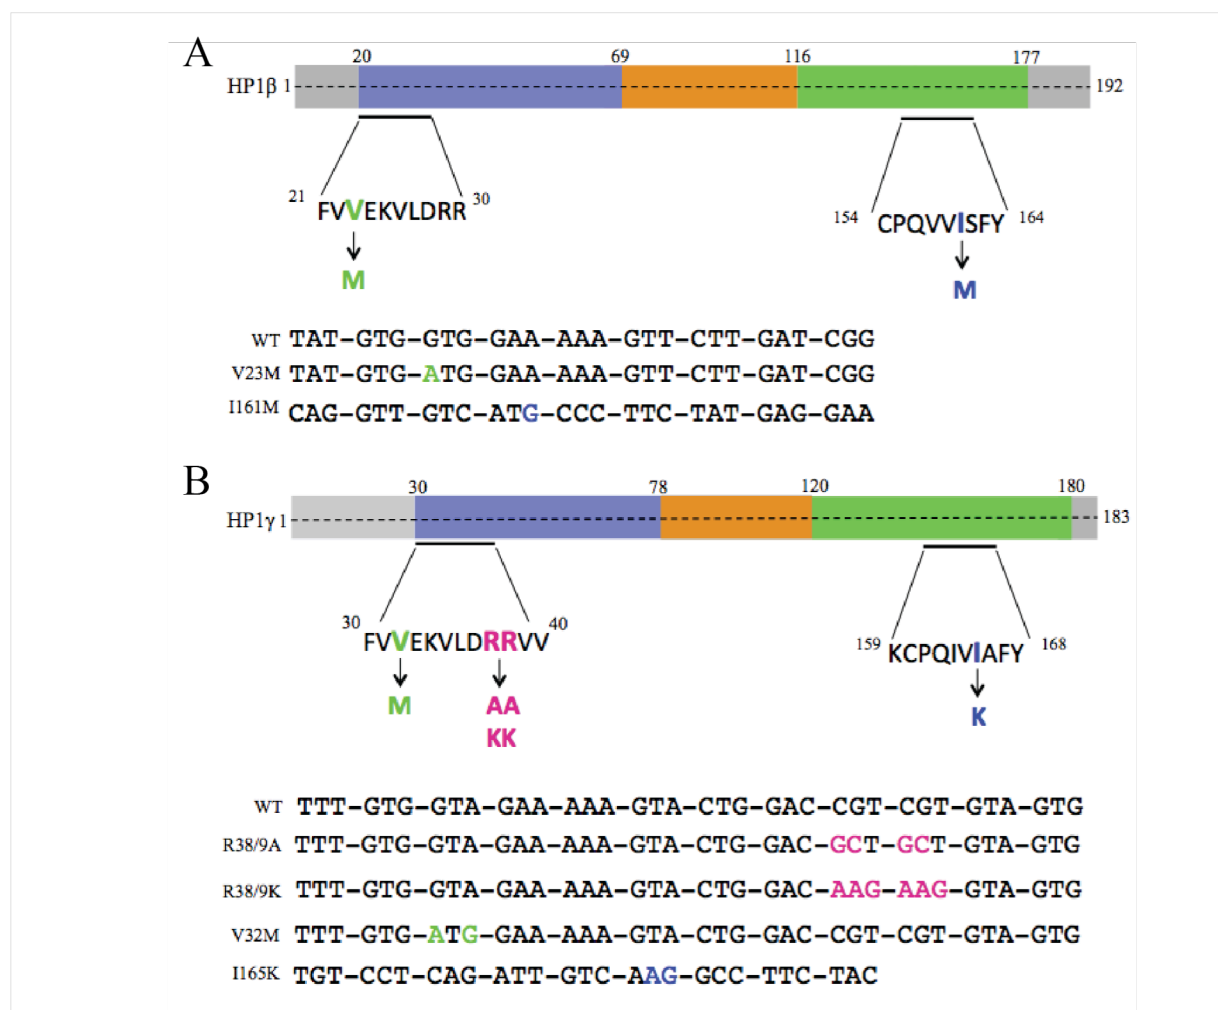 A
20 69 116 177
HP1β 1 192
21 FVVEKVLDRR 30
154 CPQVVISFY 164
M
M
WT TAT-GTG-GTG-GAA-AAA-GTT-CTT-GAT-CGG
V23M TAT-GTG-ATG-GAA-AAA-GTT-CTT-GAT-CGG
I161M CAG-GTT-GTC-ATG-CCC-TTC-TAT-GAG-GAA
B
30 78 120 180
HP1γ 1 183
30 FVVEKVLDRRVV 40
159 KCPQIVIAFY 168
M AA
KK
K
WT TTT-GTG-GTA-GAA-AAA-GTA-CTG-GAC-CGT-CGT-GTA-GTG
R38/9A TTT-GTG-GTA-GAA-AAA-GTA-CTG-GAC-GCT-GCT-GTA-GTG
R38/9K TTT-GTG-GTA-GAA-AAA-GTA-CTG-GAC-AAG-AAG-GTA-GTG
V32M TTT-GTG-ATG-GAA-AAA-GTA-CTG-GAC-CGT-CGT-GTA-GTG
I165K TGT-CCT-CAG-ATT-GTC-AAG-GCC-TTC-TAC